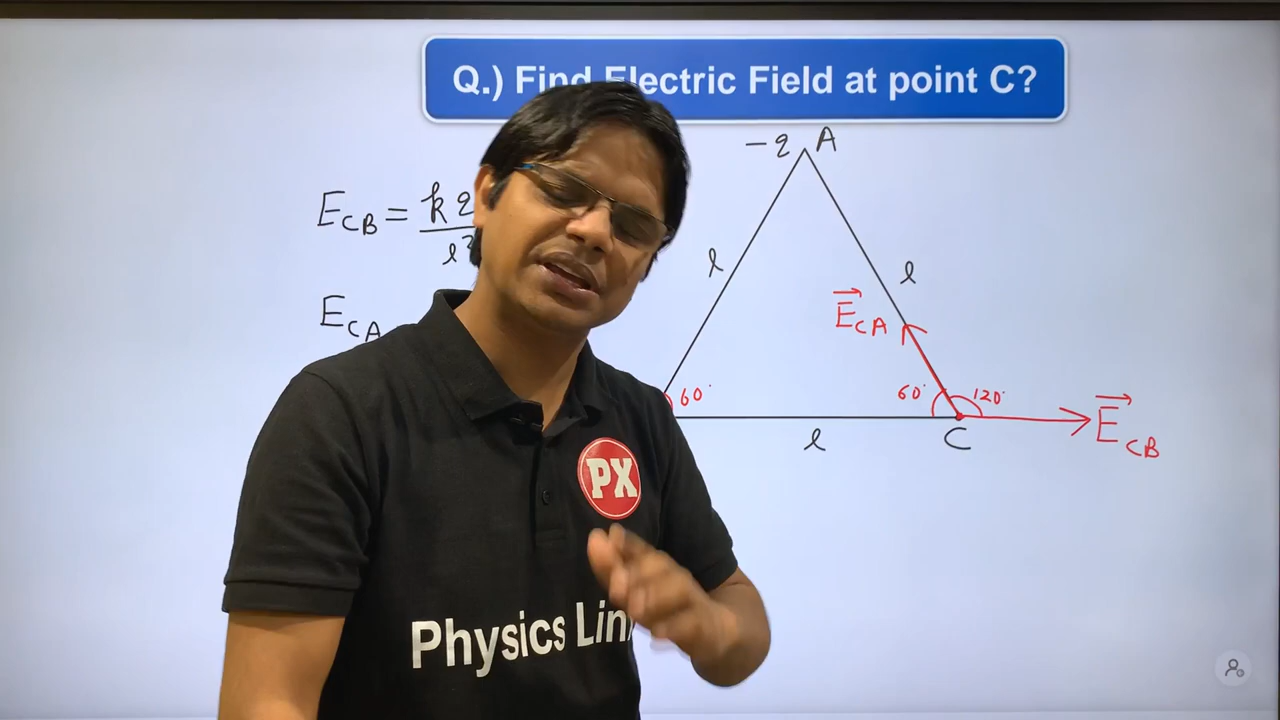 Q.) Find Electric Field at point C?
-q A
E_CB = kq
l²
l
l
E_CA
E_CA
60°
60°
120°
E_CB
l
C
PX
Physics Lin